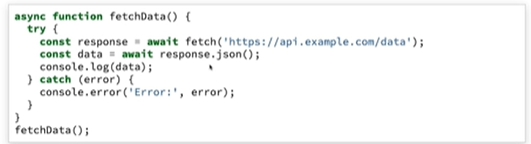 async function fetchData() {
  try {
    const response = await fetch('https://api.example.com/data');
    const data = await response.json();
    console.log(data);
  } catch (error) {
    console.error('Error:', error);
  }
}
fetchData();